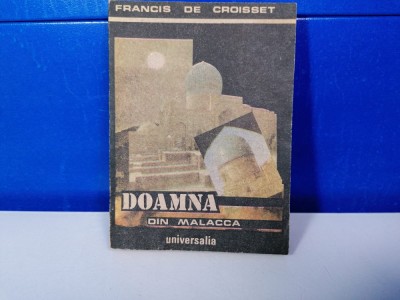 FRANCIS DE CROISSET
DOAMNA
DIN MALACCA
universalia